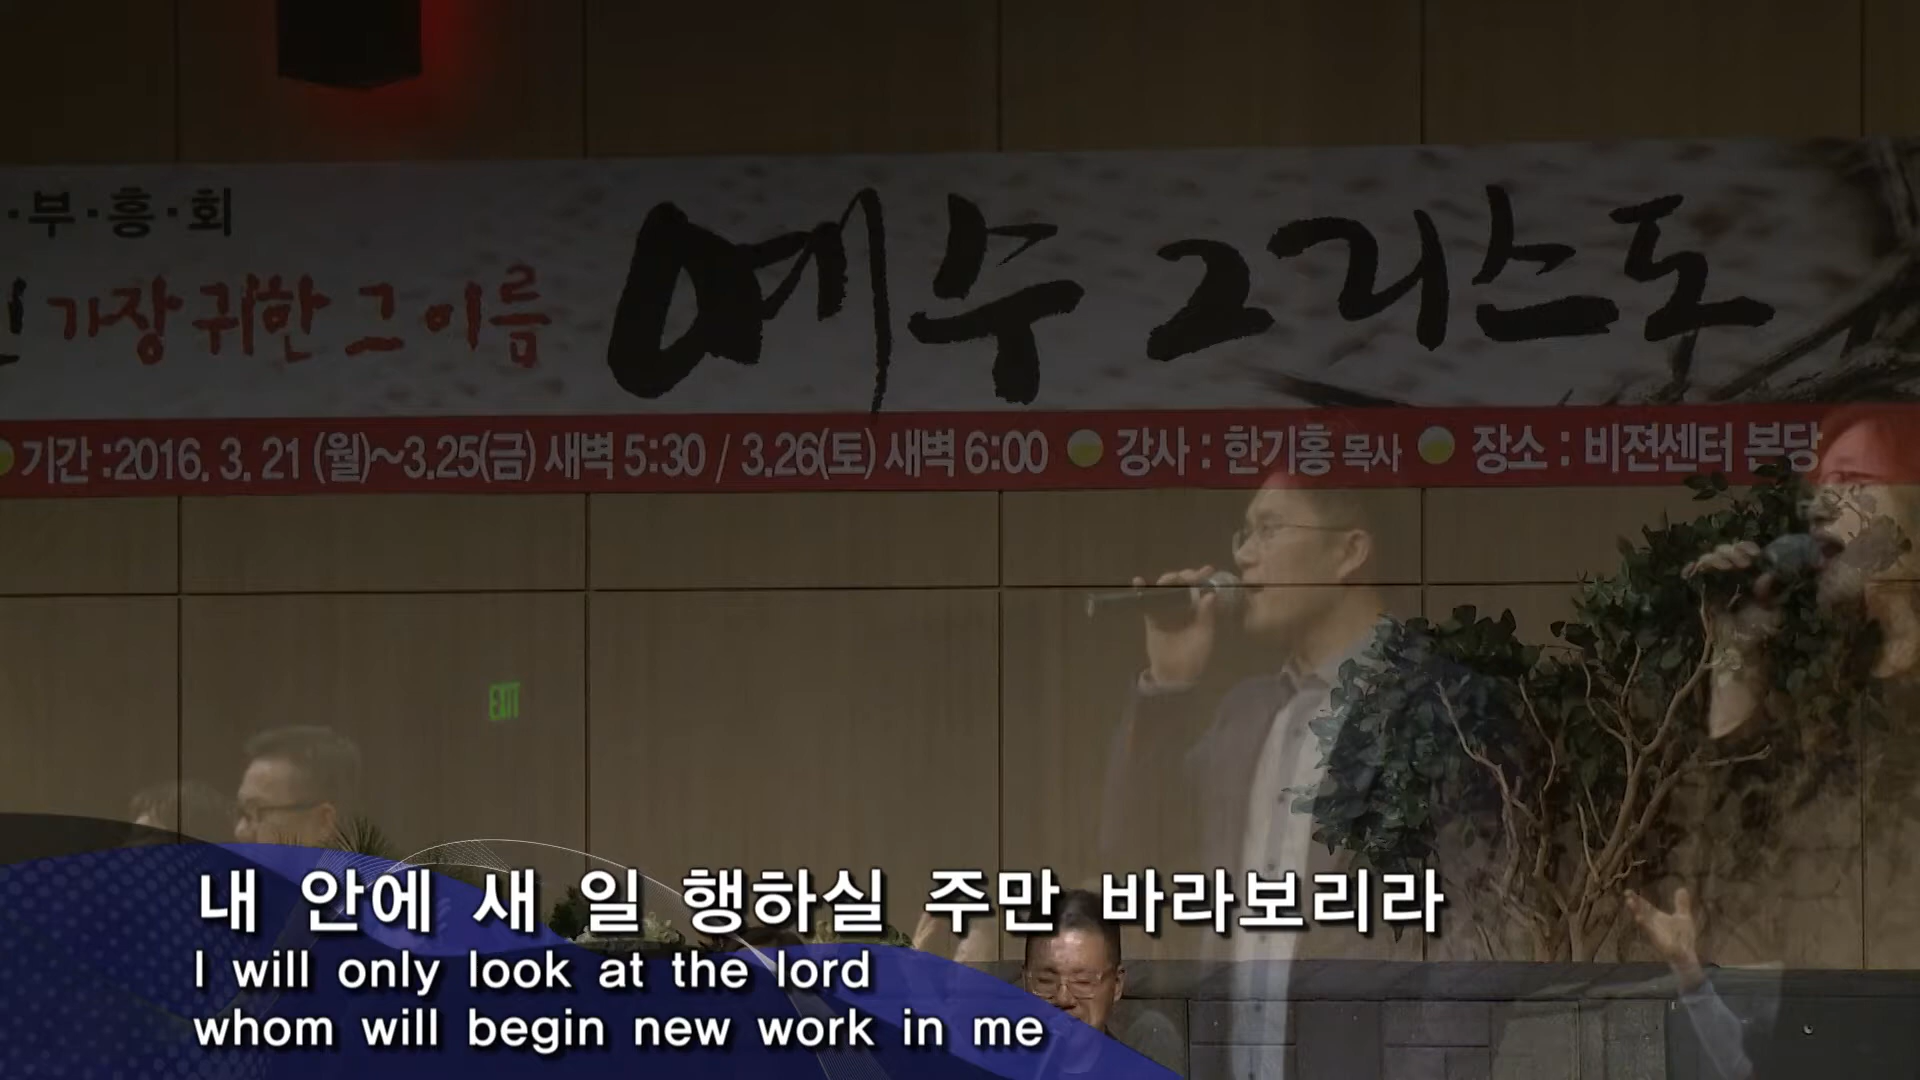 ·부·흥·회
가장 귀한 그 이름
예수 그리스도
기간 :2016. 3. 21 (월)~3.25(금) 새벽 5:30 / 3.26(토) 새벽 6:00 강사 : 한기홍 목사 장소 : 비젼센터 본당
EXIT
내 안에 새 일 행하실 주만 바라보리라
I will only look at the lord
whom will begin new work in me